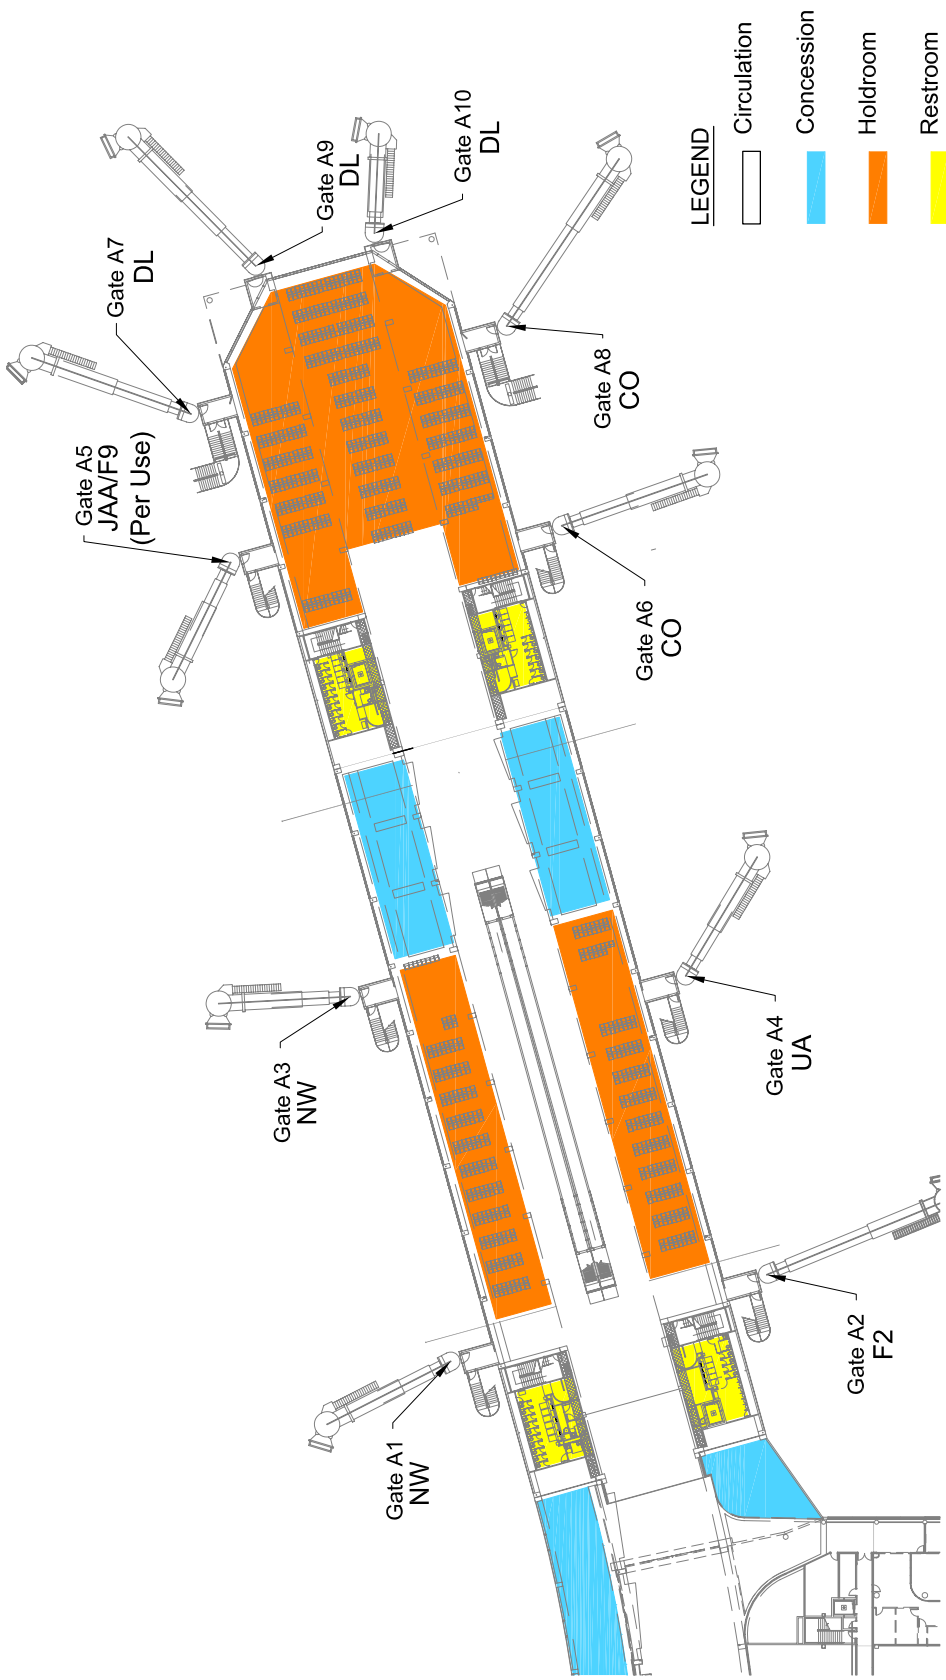 Gate A7
DL
Gate A9
DL
Gate A10
DL
Gate A5
JAA/F9
(Per Use)
Gate A8
CO
Gate A6
CO
Gate A3
NW
Gate A4
UA
Gate A1
NW
Gate A2
F2
LEGEND
Circulation
Concession
Holdroom
Restroom